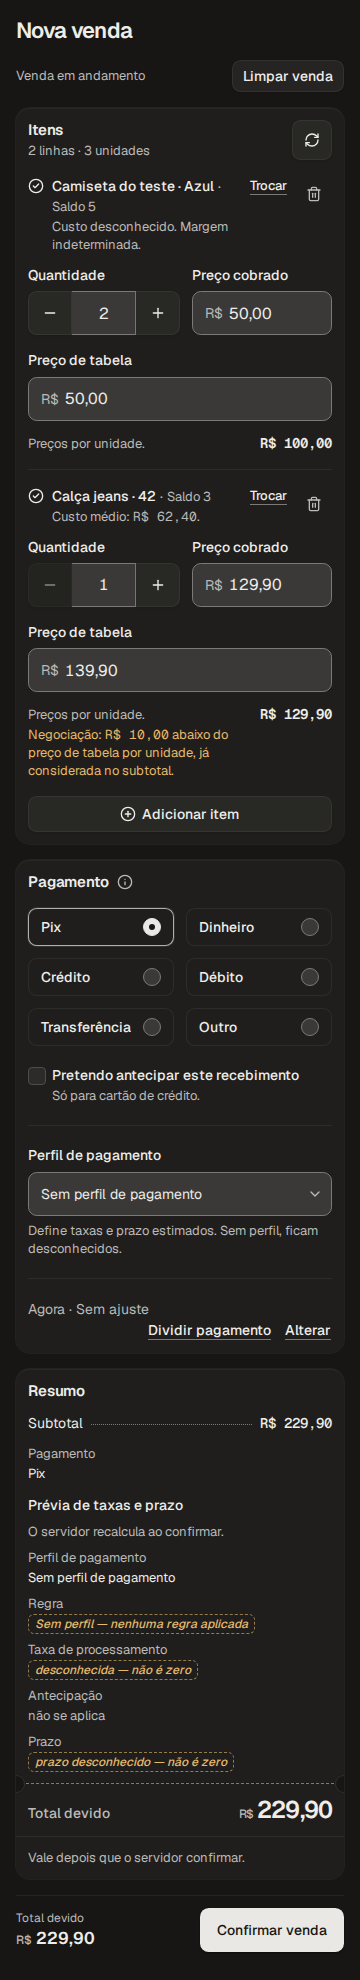 Nova venda
Venda em andamento
Limpar venda
Itens
2 linhas · 3 unidades
Camiseta do teste · Azul ·
Saldo 5
Trocar
Custo desconhecido. Margem
indeterminada.
Quantidade
Preço cobrado
2
R$ 50,00
Preço de tabela
R$ 50,00
Preços por unidade.
R$ 100,00
Calça jeans · 42 · Saldo 3
Trocar
Custo médio: R$ 62,40.
Quantidade
Preço cobrado
1
R$ 129,90
Preço de tabela
R$ 139,90
Preços por unidade.
R$ 129,90
Negociação: R$ 10,00 abaixo do
preço de tabela por unidade, já
considerada no subtotal.
Adicionar item
Pagamento
Pix
Dinheiro
Crédito
Débito
Transferência
Outro
Pretendo antecipar este recebimento
Só para cartão de crédito.
Perfil de pagamento
Sem perfil de pagamento
Define taxas e prazo estimados. Sem perfil, ficam
desconhecidos.
Agora · Sem ajuste
Dividir pagamento
Alterar
Resumo
Subtotal
R$ 229,90
Pagamento
Pix
Prévia de taxas e prazo
O servidor recalcula ao confirmar.
Perfil de pagamento
Sem perfil de pagamento
Regra
Sem perfil — nenhuma regra aplicada
Taxa de processamento
desconhecida — não é zero
Antecipação
não se aplica
Prazo
prazo desconhecido — não é zero
Total devido
R$ 229,90
Vale depois que o servidor confirmar.
Total devido
R$ 229,90
Confirmar venda